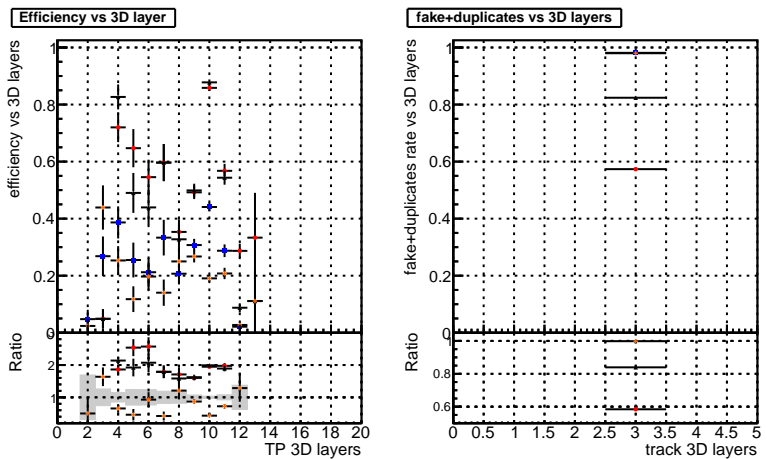 Efficiency vs 3D layer
fake+duplicates vs 3D layers
efficiency vs 3D layers
1
0.8
0.6
0.4
0.2
0
Ratio
2
1
0 2 4 6 8 10 12 14 16 18 20
TP 3D layers
fake+duplicates rate vs 3D layers
1
0.8
0.6
0.4
0.2
0
Ratio
1
0.8
0.6
0 0.5 1 1.5 2 2.5 3 3.5 4 4.5 5
track 3D layers